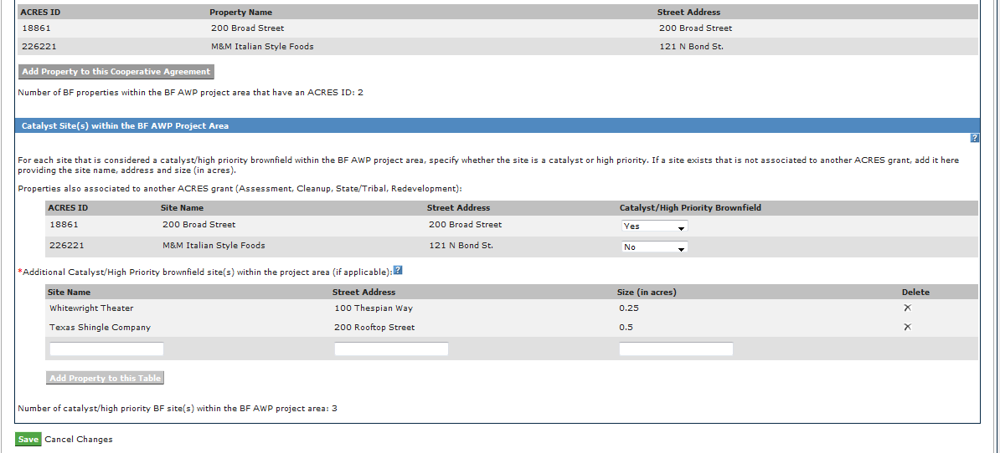 ACRES ID Property Name Street Address
18861 200 Broad Street 200 Broad Street
226221 M&M Italian Style Foods 121 N Bond St.
Add Property to this Cooperative Agreement
Number of BF properties within the BF AWP project area that have an ACRES ID: 2
Catalyst Site(s) within the BF AWP Project Area
?
For each site that is considered a catalyst/high priority brownfield within the BF AWP project area, specify whether the site is a catalyst or high priority. If a site exists that is not associated to another ACRES grant, add it here
providing the site name, address and size (in acres).
Properties also associated to another ACRES grant (Assessment, Cleanup, State/Tribal, Redevelopment):
ACRES ID Site Name Street Address Catalyst/High Priority Brownfield
18861 200 Broad Street 200 Broad Street Yes
226221 M&M Italian Style Foods 121 N Bond St. No
*Additional Catalyst/High Priority brownfield site(s) within the project area (if applicable): ?
Site Name Street Address Size (in acres) Delete
Whitewright Theater 100 Thespian Way 0.25
Texas Shingle Company 200 Rooftop Street 0.5
Add Property to this Table
Number of catalyst/high priority BF site(s) within the BF AWP project area: 3
Save Cancel Changes